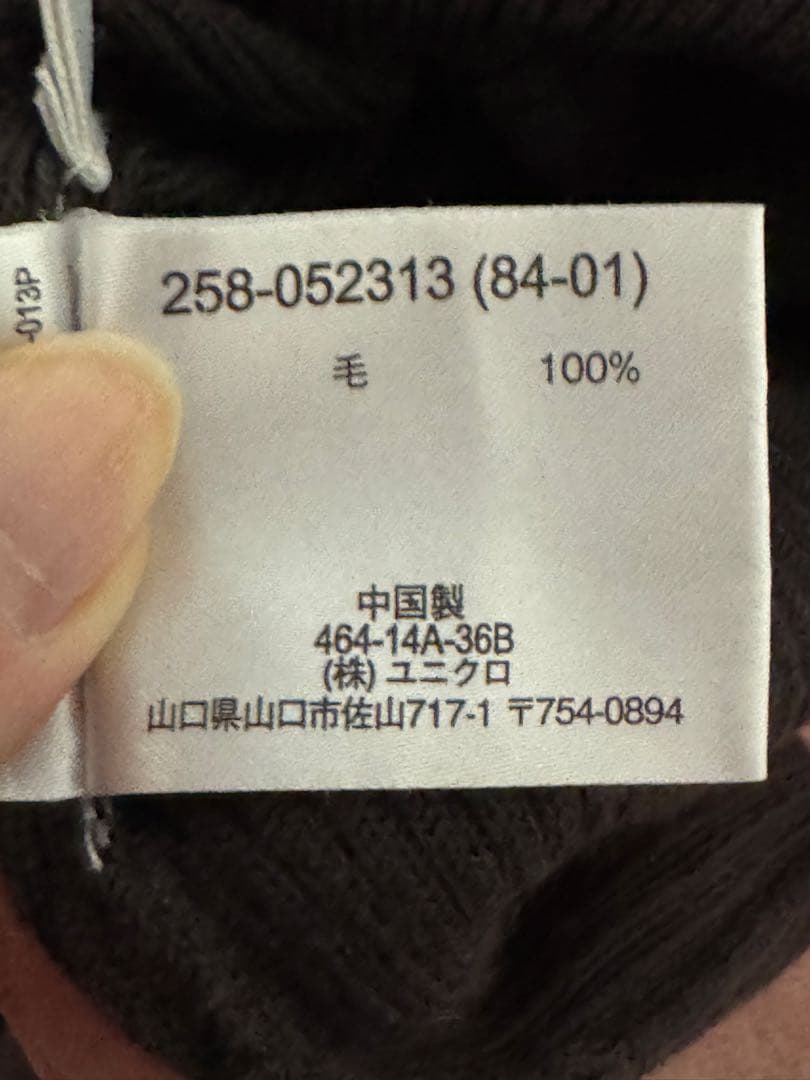 -013P
258-052313 (84-01)
毛 100%
中国製
464-14A-36B
(株) ユニクロ
山口県山口市佐山717-1 〒754-0894